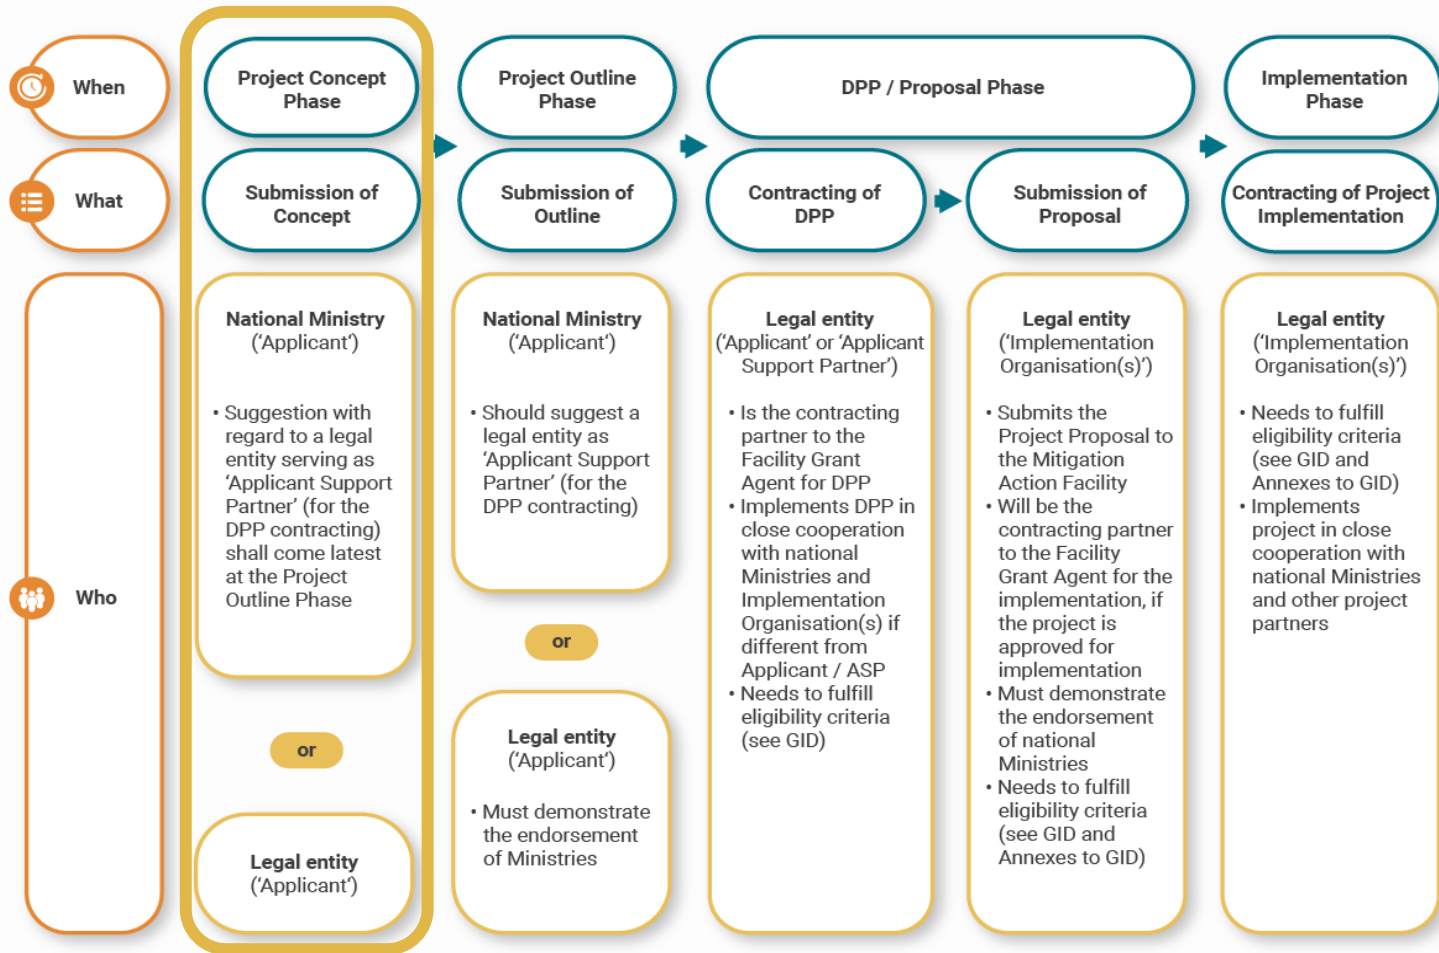 When
Project Concept
Phase
Project Outline
Phase
DPP / Proposal Phase
Implementation
Phase
What
Submission of
Concept
Submission of
Outline
Contracting of
DPP
Submission of
Proposal
Contracting of Project
Implementation
Who
National Ministry
(‘Applicant‘)
• Suggestion with
regard to a legal
entity serving as
‘Applicant Support
Partner’ (for the
DPP contracting)
shall come latest
at the Project
Outline Phase
or
Legal entity
(‘Applicant‘)
National Ministry
(‘Applicant‘)
• Should suggest a
legal entity as
‘Applicant Support
Partner’ (for the
DPP contracting)
or
Legal entity
(‘Applicant‘)
• Must demonstrate
the endorsement
of Ministries
Legal entity
(‘Applicant’ or ‘Applicant
Support Partner’)
• Is the contracting
partner to the
Facility Grant
Agent for DPP
• Implements DPP in
close cooperation
with national
Ministries and
Implementation
Organisation(s) if
different from
Applicant / ASP
• Needs to fulfill
eligibility criteria
(see GID)
Legal entity
(‘Implementation
Organisation(s)’)
• Submits the
Project Proposal to
the Mitigation
Action Facility
• Will be the
contracting partner
to the Facility
Grant Agent for the
implementation, if
the project is
approved for
implementation
• Must demonstrate
the endorsement
of national
Ministries
• Needs to fulfill
eligibility criteria
(see GID and
Annexes to GID)
Legal entity
(‘Implementation
Organisation(s)’)
• Needs to fulfill
eligibility criteria
(see GID and
Annexes to GID)
• Implements
project in close
cooperation with
national Ministries
and other project
partners